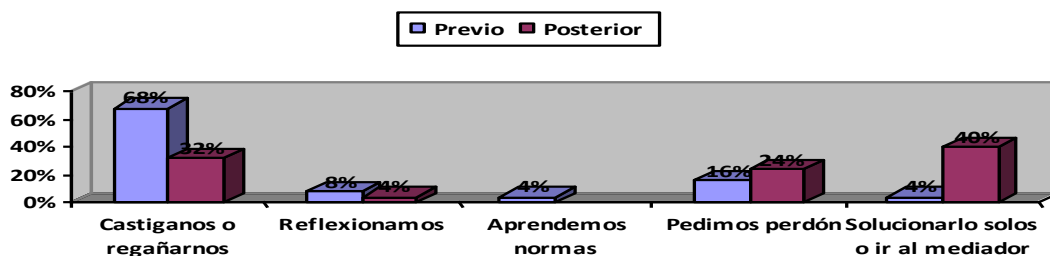 Previo Posterior
80%
60%
40%
20%
0%
68%
32%
8%
4%
4%
16%
24%
4%
40%
Castiganos o
regañarnos
Reflexionamos
Aprendemos
normas
Pedimos perdón
Solucionarlo solos
o ir al mediador